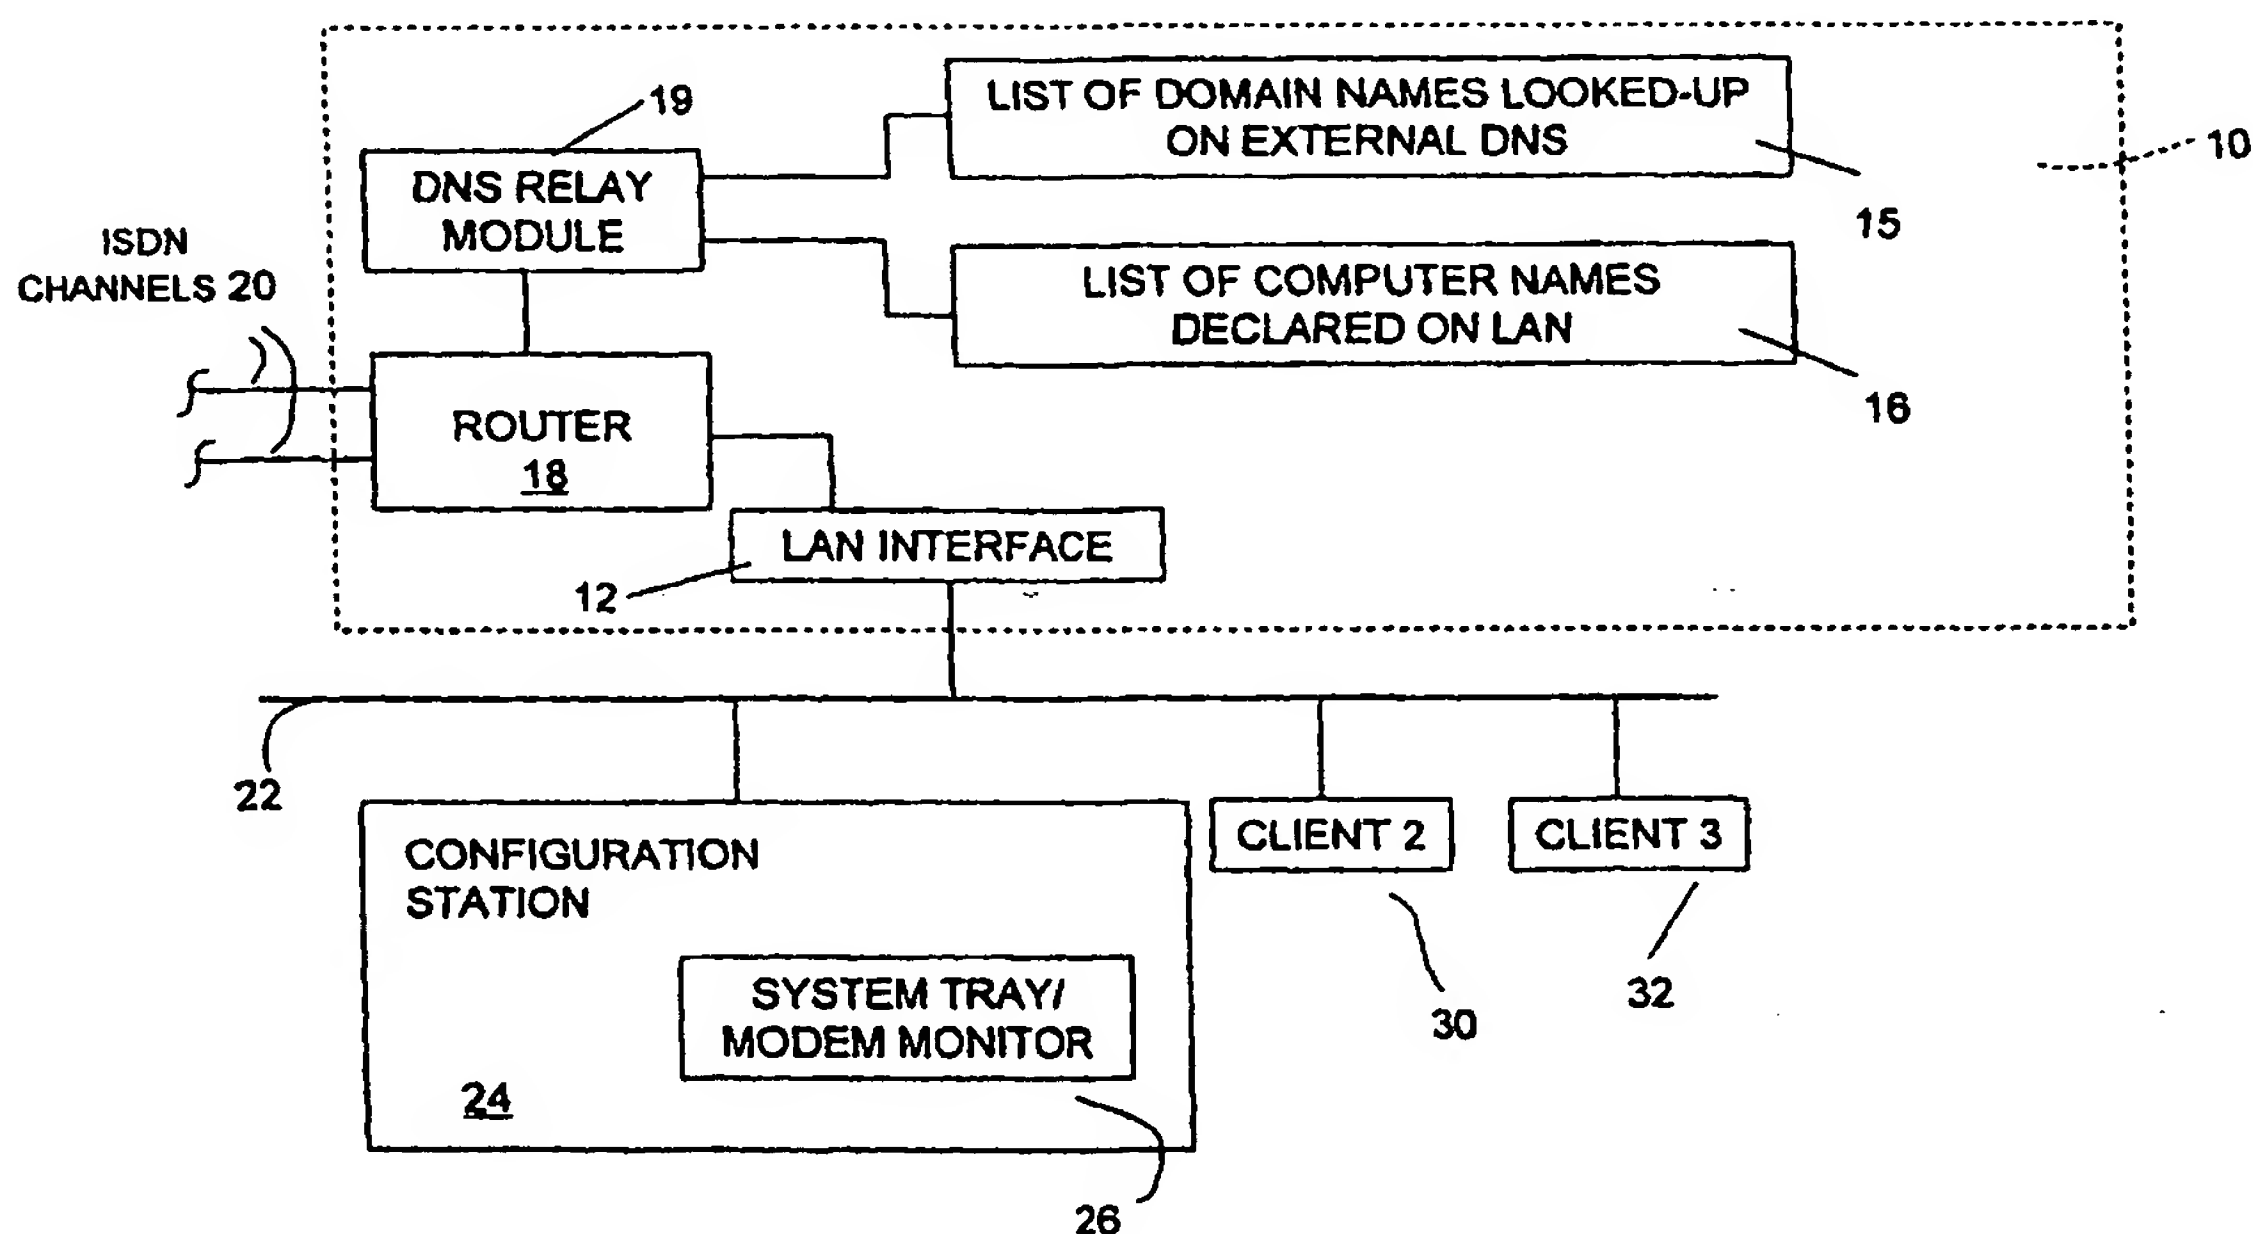 19
LIST OF DOMAIN NAMES LOOKED-UP
ON EXTERNAL DNS
10
DNS RELAY
MODULE
15
ISDN
CHANNELS 20
LIST OF COMPUTER NAMES
DECLARED ON LAN
16
ROUTER
18
LAN INTERFACE
12
22
CONFIGURATION
STATION
CLIENT 2
CLIENT 3
30
32
SYSTEM TRAY/
MODEM MONITOR
24
26